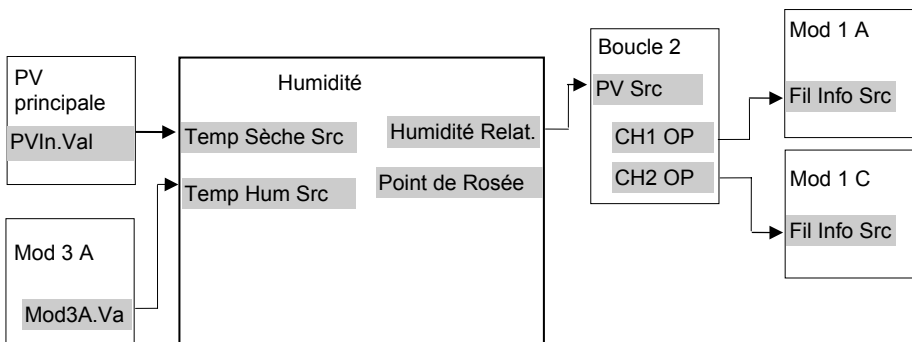 PV
principale
PVIn.Val
Mod 3 A
Mod3A.Va
Humidité
Temp Sèche Src
Temp Hum Src
Humidité Relat.
Point de Rosée
Boucle 2
PV Src
CH1 OP
CH2 OP
Mod 1 A
Fil Info Src
Mod 1 C
Fil Info Src